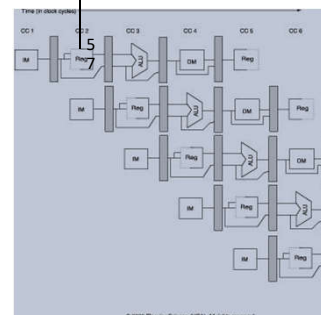 Time (in clock cycles)
CC 1 CC 2 CC 3 CC 4 CC 5 CC 6
5
7
IM Reg ALU DM Reg
IM Reg ALU DM Reg
IM Reg ALU DM
IM Reg ALU
IM Reg